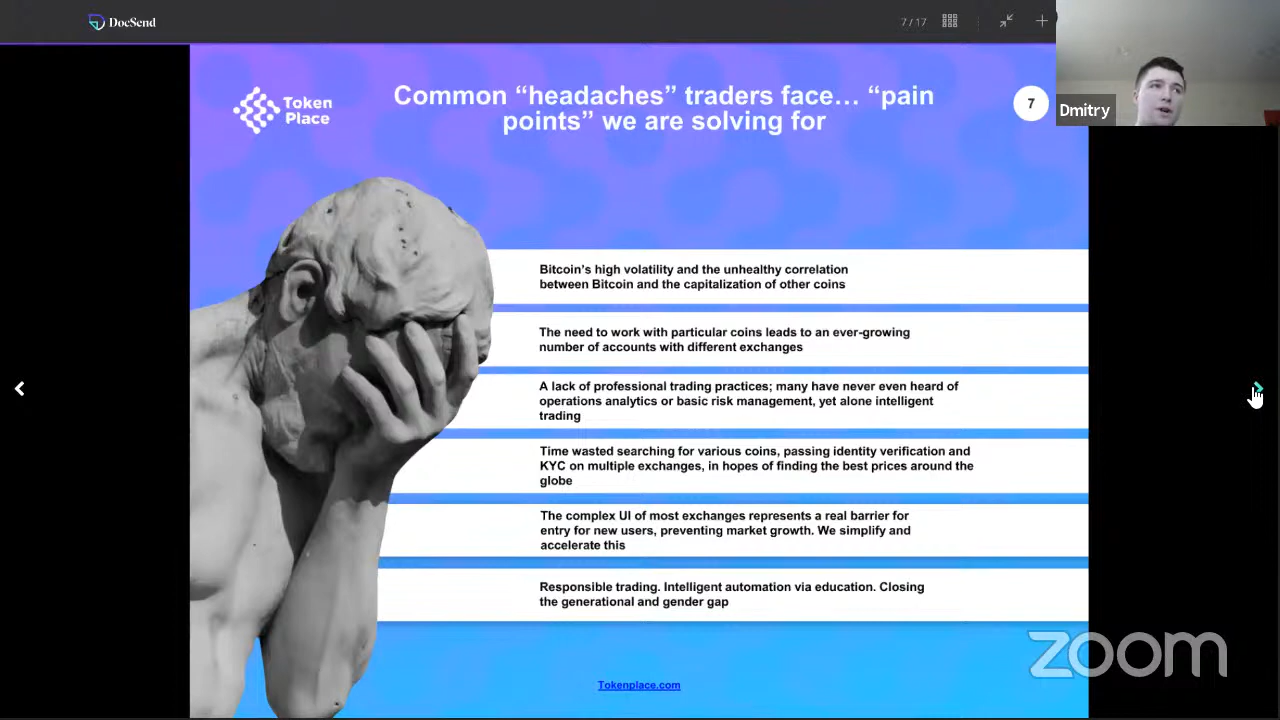 DocSend
7 / 17
Token
Place
Common “headaches” traders face… “pain
points” we are solving for
7
Dmitry
Bitcoin’s high volatility and the unhealthy correlation
between Bitcoin and the capitalization of other coins
The need to work with particular coins leads to an ever-growing
number of accounts with different exchanges
A lack of professional trading practices; many have never even heard of
operations analytics or basic risk management, yet alone intelligent
trading
Time wasted searching for various coins, passing identity verification and
KYC on multiple exchanges, in hopes of finding the best prices around the
globe
The complex UI of most exchanges represents a real barrier for
entry for new users, preventing market growth. We simplify and
accelerate this
Responsible trading. Intelligent automation via education. Closing
the generational and gender gap
Tokenplace.com
zoom